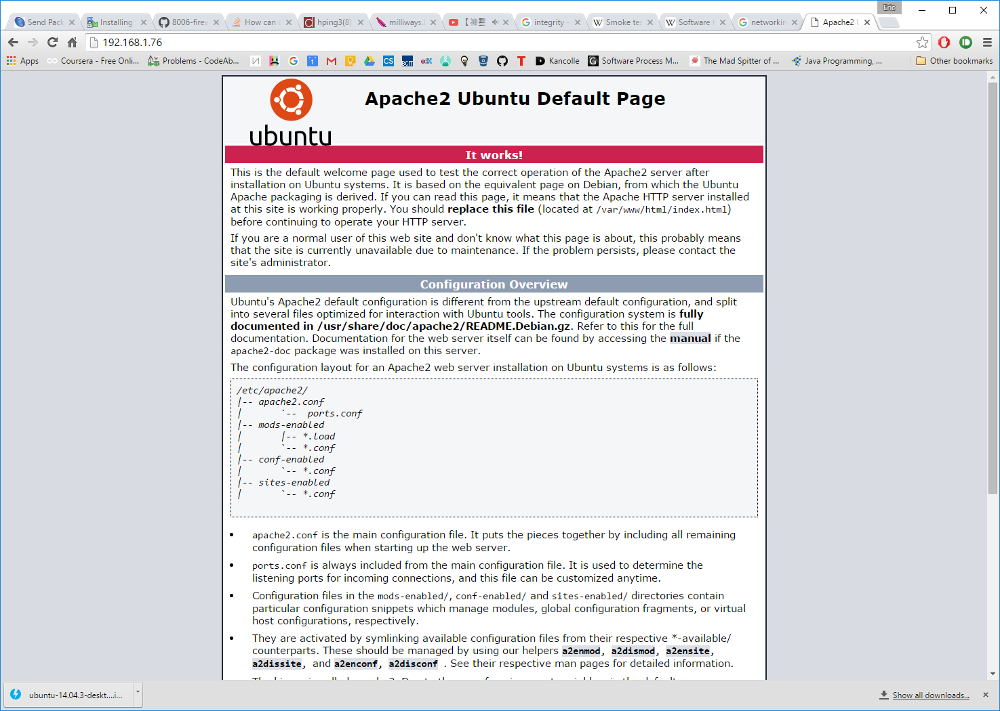 Eric
Send Pack
Installing
8006-firew
How can
hping3(8)
milliways.
integrity -
Smoke tes
Software t
integrity
networkin
Apache2 U
192.168.1.76
Apps
Coursera - Free Onli...
Problems - CodeAb...
Kancolle
Software Process M...
The Mad Spitter of ...
Java Programming, ...
Other bookmarks
ubuntu
Apache2 Ubuntu Default Page
It works!
This is the default welcome page used to test the correct operation of the Apache2 server after
installation on Ubuntu systems. It is based on the equivalent page on Debian, from which the Ubuntu
Apache packaging is derived. If you can read this page, it means that the Apache HTTP server installed
at this site is working properly. You should replace this file (located at /var/www/html/index.html)
before continuing to operate your HTTP server.
If you are a normal user of this web site and don't know what this page is about, this probably means
that the site is currently unavailable due to maintenance. If the problem persists, please contact the
site's administrator.
Configuration Overview
Ubuntu's Apache2 default configuration is different from the upstream default configuration, and split
into several files optimized for interaction with Ubuntu tools. The configuration system is fully
documented in /usr/share/doc/apache2/README.Debian.gz. Refer to this for the full
documentation. Documentation for the web server itself can be found by accessing the manual if the
apache2-doc package was installed on this server.
The configuration layout for an Apache2 web server installation on Ubuntu systems is as follows:
/etc/apache2/
|-- apache2.conf
|       `--  ports.conf
|-- mods-enabled
|       |-- *.load
|       `-- *.conf
|-- conf-enabled
|       `-- *.conf
|-- sites-enabled
|       `-- *.conf
• apache2.conf is the main configuration file. It puts the pieces together by including all remaining
configuration files when starting up the web server.
• ports.conf is always included from the main configuration file. It is used to determine the
listening ports for incoming connections, and this file can be customized anytime.
• Configuration files in the mods-enabled/, conf-enabled/ and sites-enabled/ directories contain
particular configuration snippets which manage modules, global configuration fragments, or virtual
host configurations, respectively.
• They are activated by symlinking available configuration files from their respective *-available/
counterparts. These should be managed by using our helpers a2enmod, a2dismod, a2ensite,
a2dissite, and a2enconf, a2disconf . See their respective man pages for detailed information.
ubuntu-14.04.3-deskt....i...
Show all downloads...